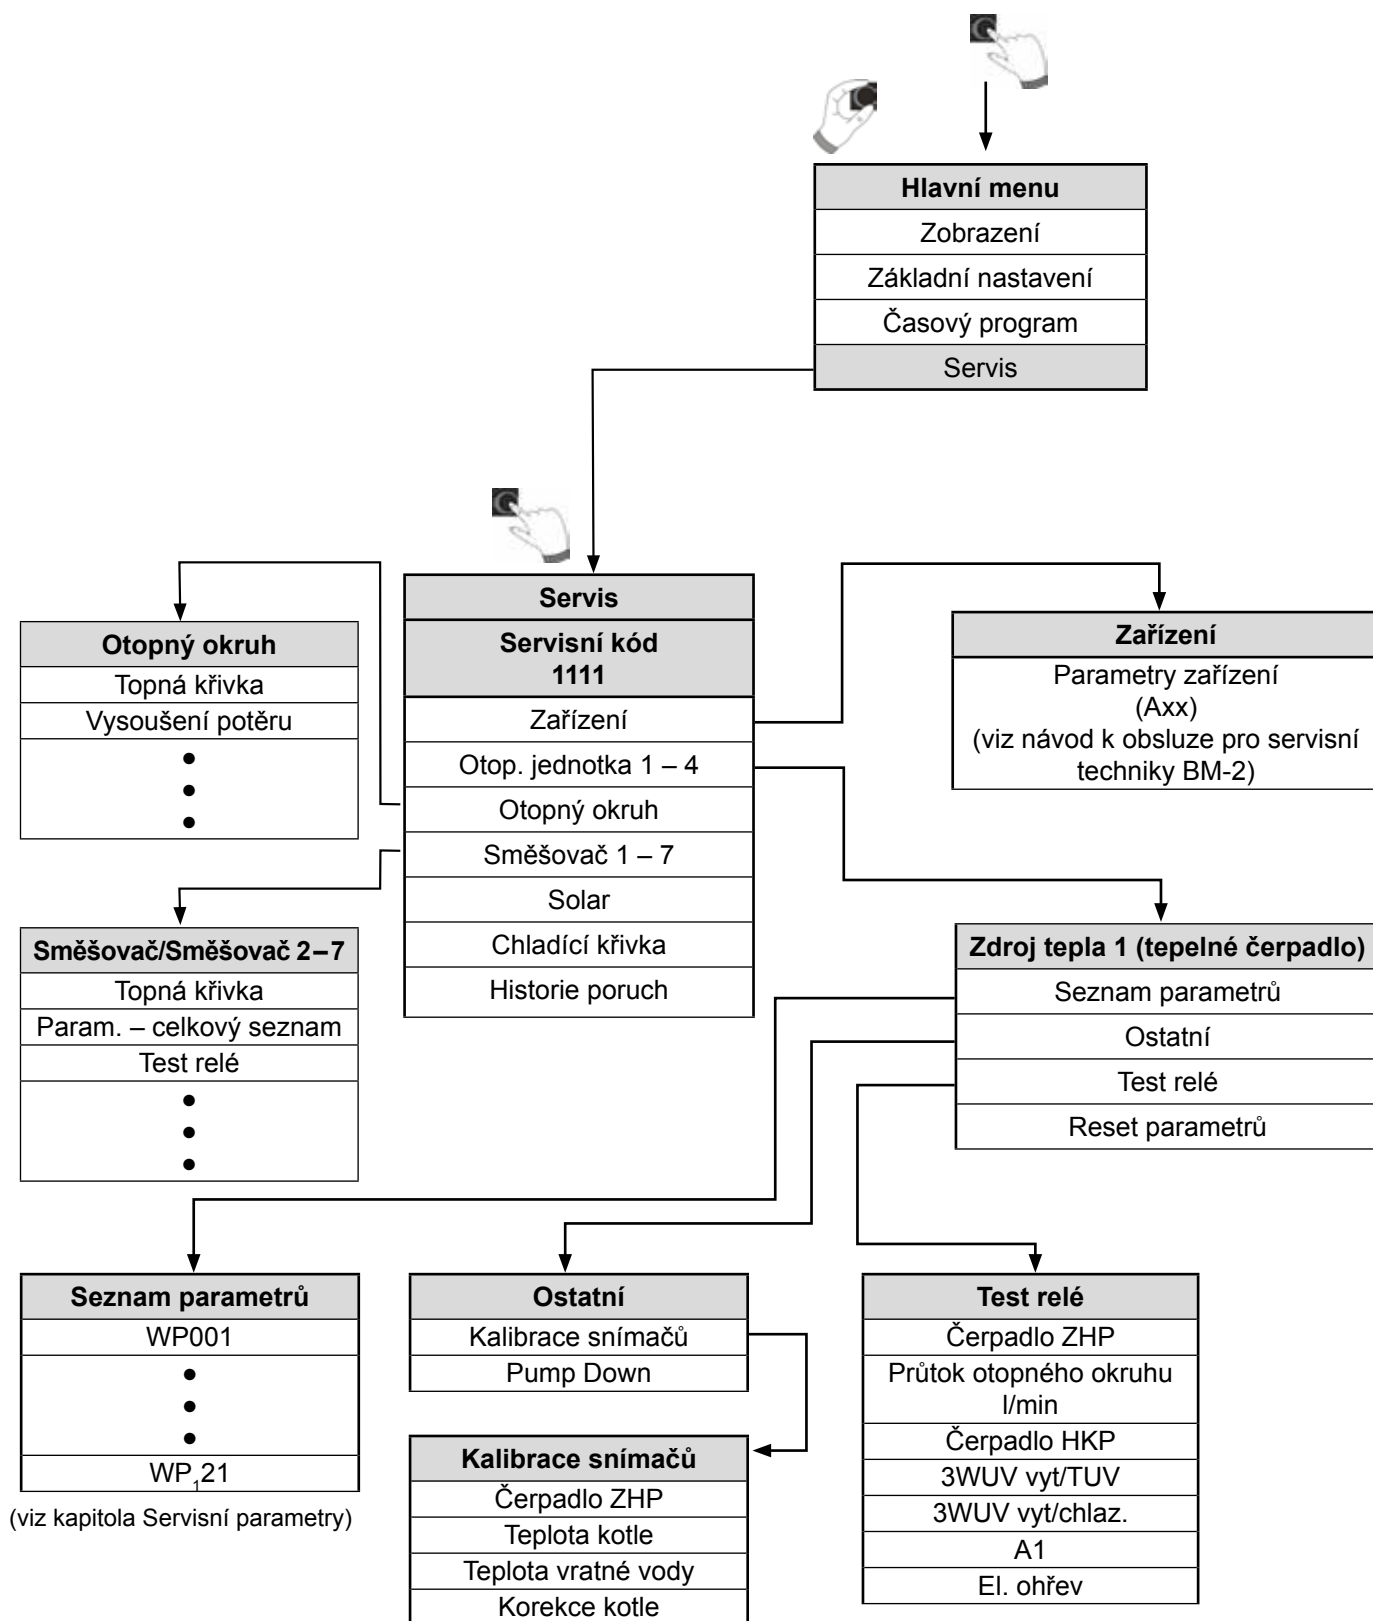 Hlavní menu
Zobrazení
Základní nastavení
Časový program
Servis
Servis
Servisní kód
1111
Zařízení
Otop. jednotka 1 – 4
Otopný okruh
Směšovač 1 – 7
Solar
Chladící křivka
Historie poruch
Otopný okruh
Topná křivka
Vysoušení potěru
Směšovač/Směšovač 2–7
Topná křivka
Param. – celkový seznam
Test relé
Zařízení
Parametry zařízení
(Axx)
(viz návod k obsluze pro servisní
techniky BM-2)
Zdroj tepla 1 (tepelné čerpadlo)
Seznam parametrů
Ostatní
Test relé
Reset parametrů
Seznam parametrů
WP001
WP121
(viz kapitola Servisní parametry)
Ostatní
Kalibrace snímačů
Pump Down
Kalibrace snímačů
Čerpadlo ZHP
Teplota kotle
Teplota vratné vody
Korekce kotle
Test relé
Čerpadlo ZHP
Průtok otopného okruhu
l/min
Čerpadlo HKP
3WUV vyt/TUV
3WUV vyt/chlaz.
A1
El. ohřev